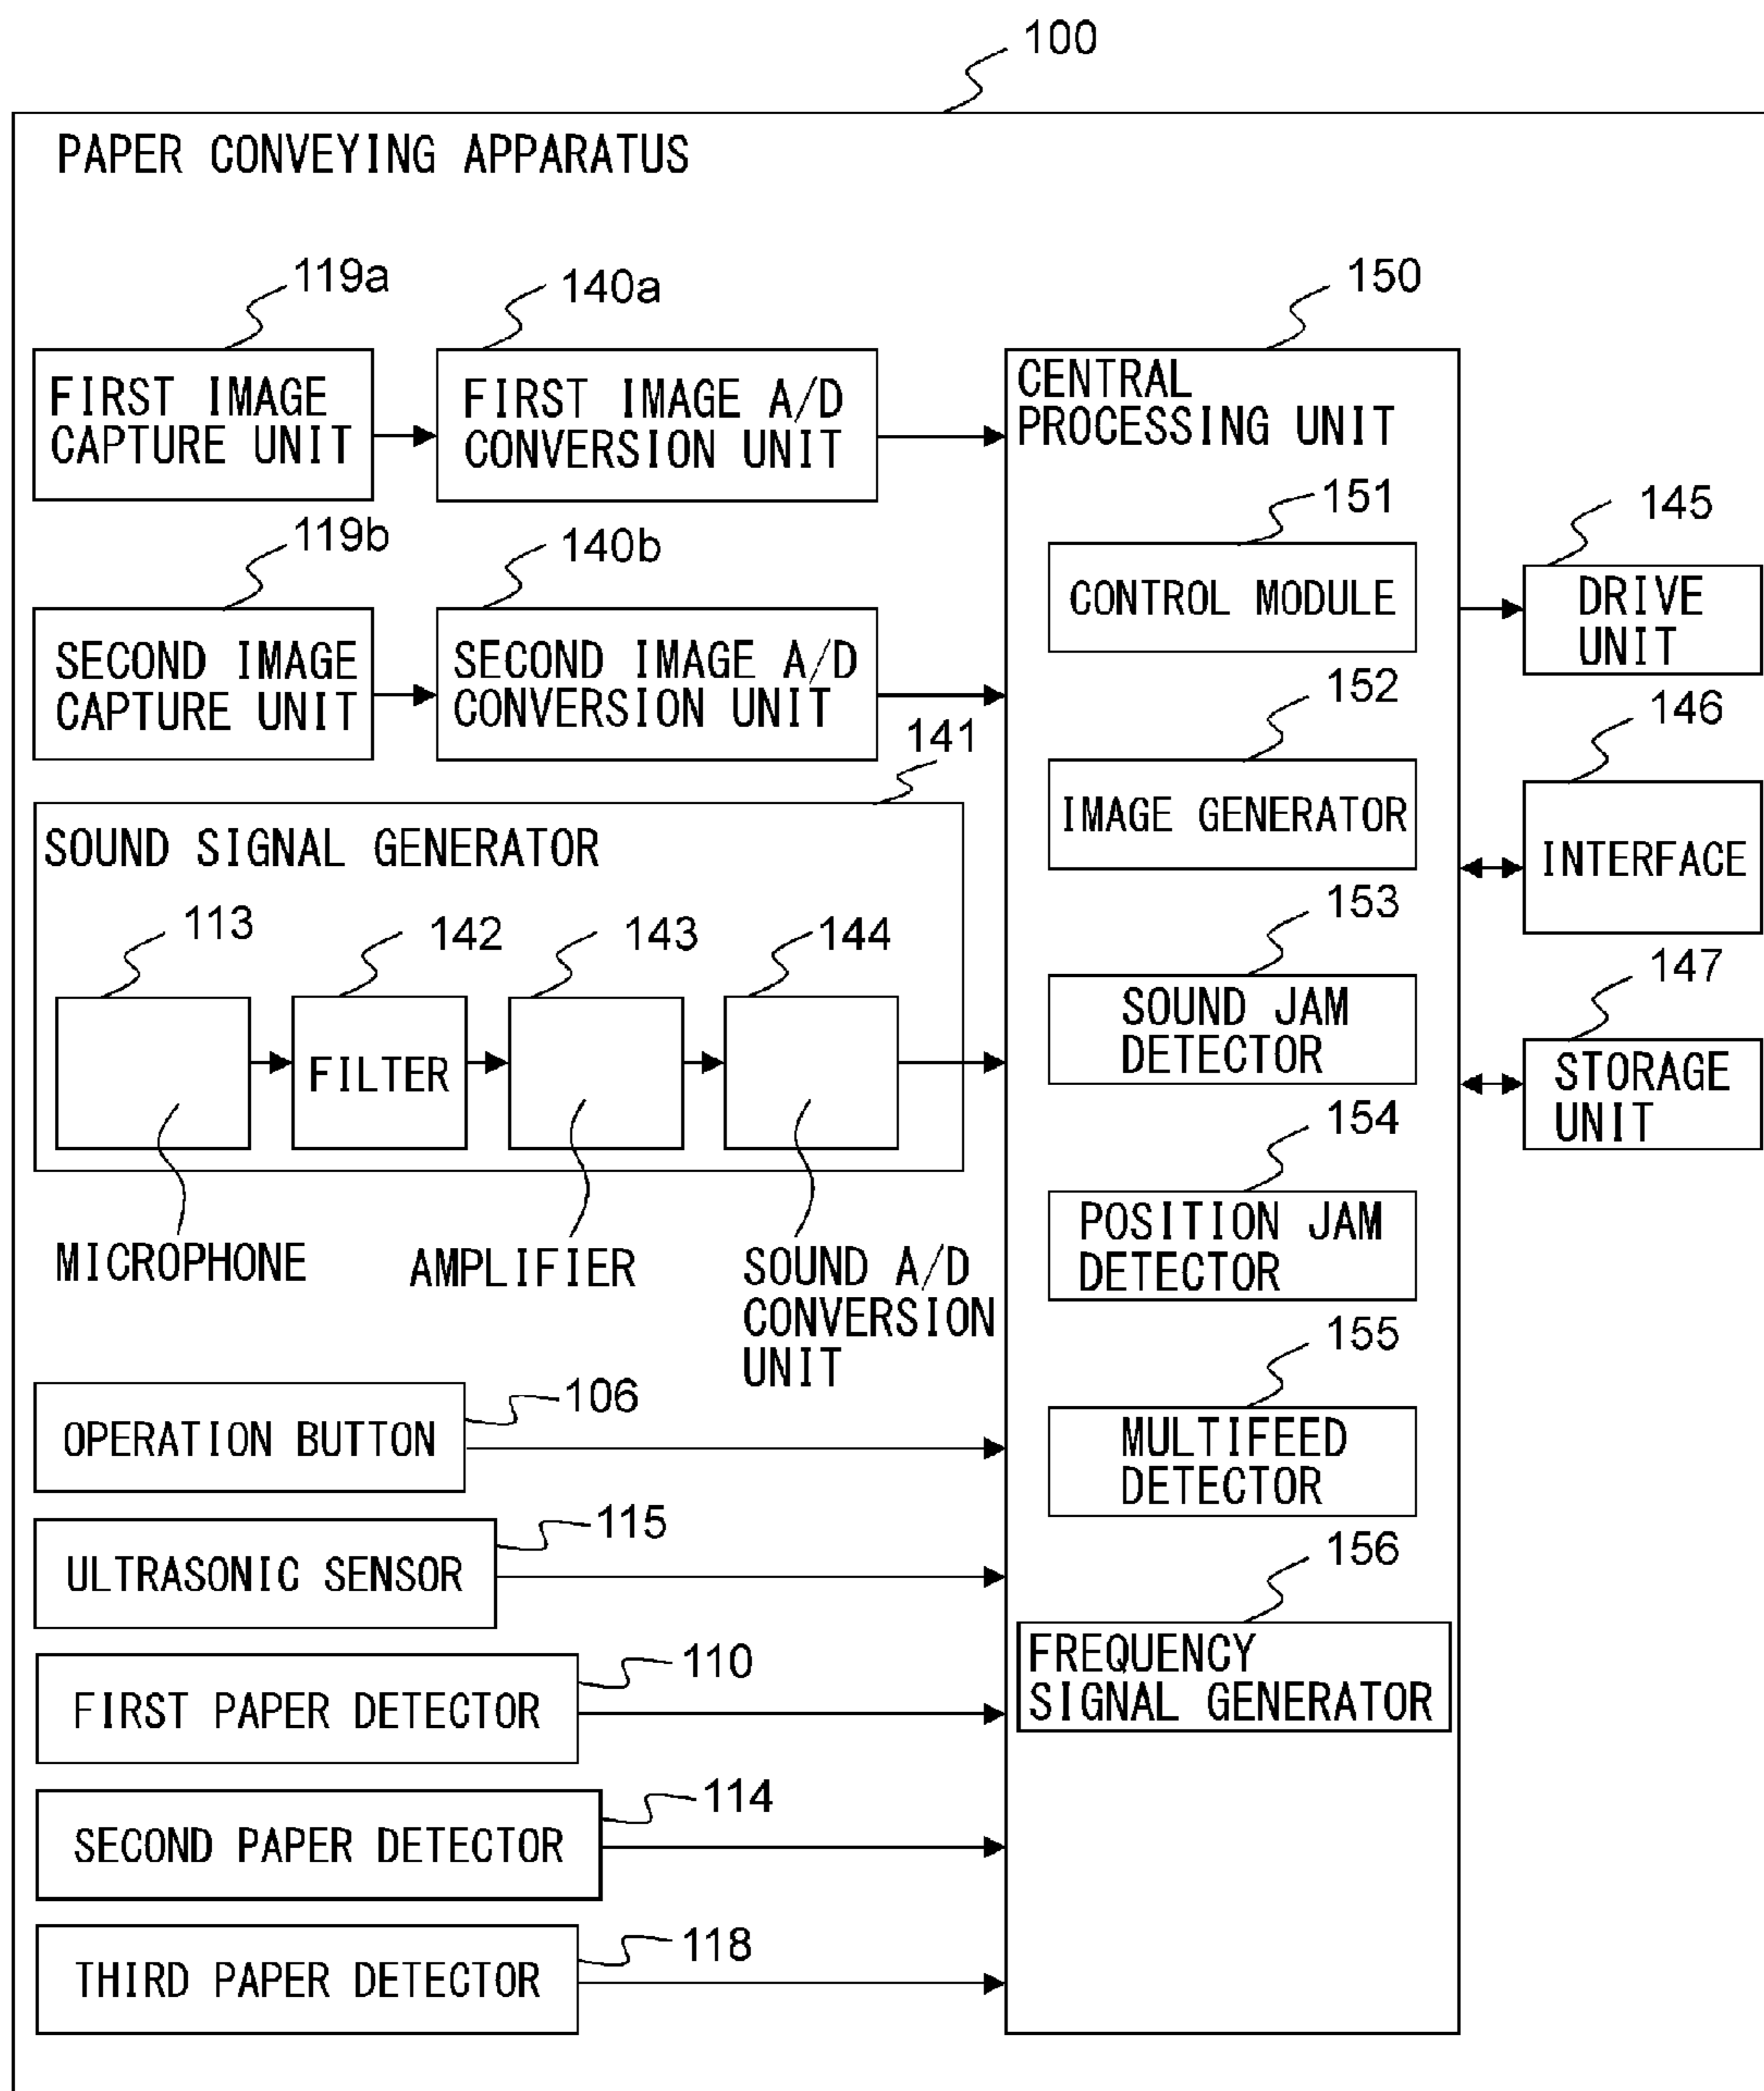 100
PAPER CONVEYING APPARATUS
119a
140a
150
FIRST IMAGE
CAPTURE UNIT
FIRST IMAGE A/D
CONVERSION UNIT
CENTRAL
PROCESSING UNIT
119b
140b
SECOND IMAGE
CAPTURE UNIT
SECOND IMAGE A/D
CONVERSION UNIT
141
SOUND SIGNAL GENERATOR
113
142
143
144
FILTER
MICROPHONE
AMPLIFIER
SOUND A/D
CONVERSION
UNIT
106
OPERATION BUTTON
115
ULTRASONIC SENSOR
110
FIRST PAPER DETECTOR
114
SECOND PAPER DETECTOR
118
THIRD PAPER DETECTOR
151
CONTROL MODULE
152
IMAGE GENERATOR
153
SOUND JAM
DETECTOR
154
POSITION JAM
DETECTOR
155
MULTIFEED
DETECTOR
156
FREQUENCY
SIGNAL GENERATOR
145
DRIVE
UNIT
146
INTERFACE
147
STORAGE
UNIT